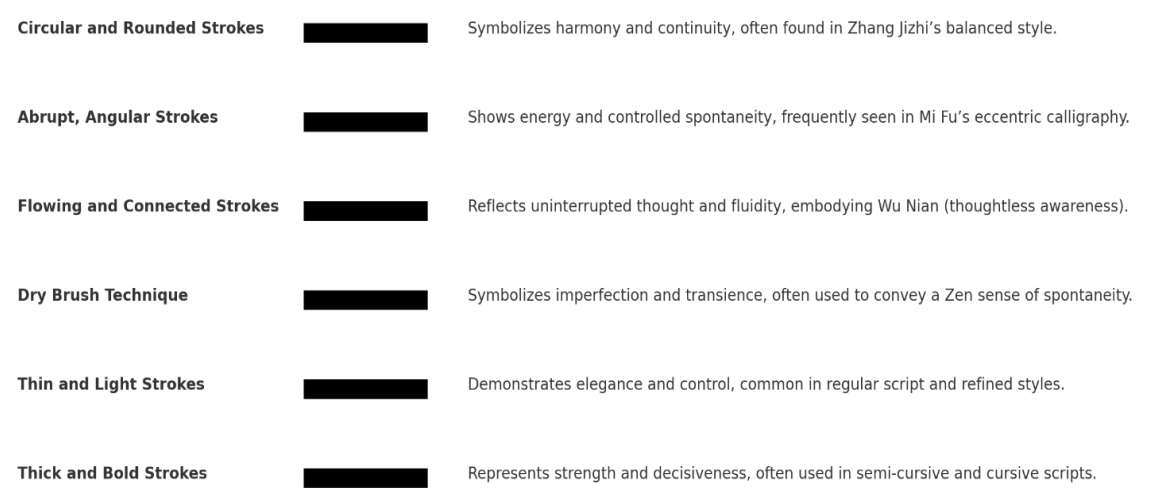 Circular and Rounded Strokes Symbolizes harmony and continuity, often found in Zhang Jizhi’s balanced style.
Abrupt, Angular Strokes Shows energy and controlled spontaneity, frequently seen in Mi Fu’s eccentric calligraphy.
Flowing and Connected Strokes Reflects uninterrupted thought and fluidity, embodying Wu Nian (thoughtless awareness).
Dry Brush Technique Symbolizes imperfection and transience, often used to convey a Zen sense of spontaneity.
Thin and Light Strokes Demonstrates elegance and control, common in regular script and refined styles.
Thick and Bold Strokes Represents strength and decisiveness, often used in semi-cursive and cursive scripts.